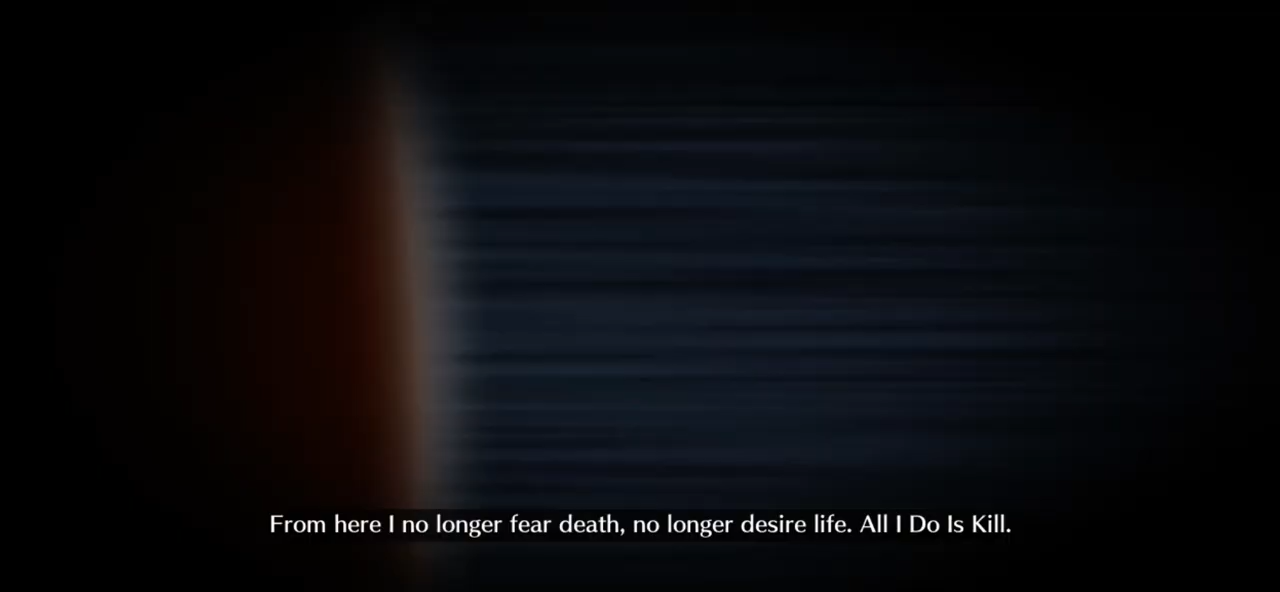 From here I no longer fear death, no longer desire life. All I Do Is Kill.